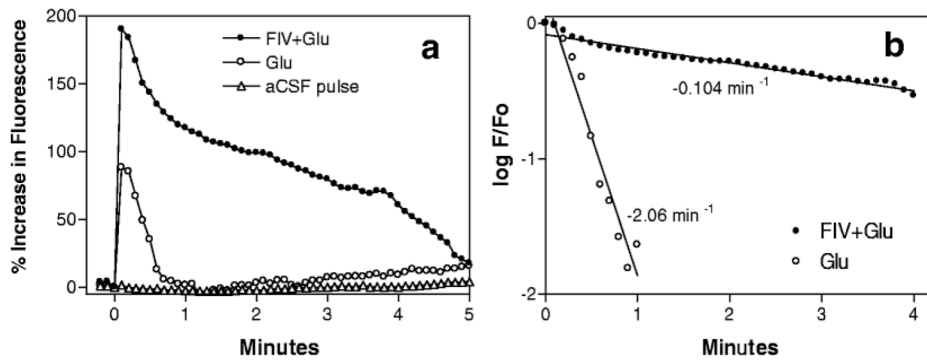 a
% Increase in Fluorescence
200
150
100
50
0
FIV+Glu
Glu
aCSF pulse
0 1 2 3 4 5
Minutes
b
log F/Fo
-0
-1
-2
-0.104 min -1
-2.06 min -1
FIV+Glu
Glu
0 1 2 3 4
Minutes